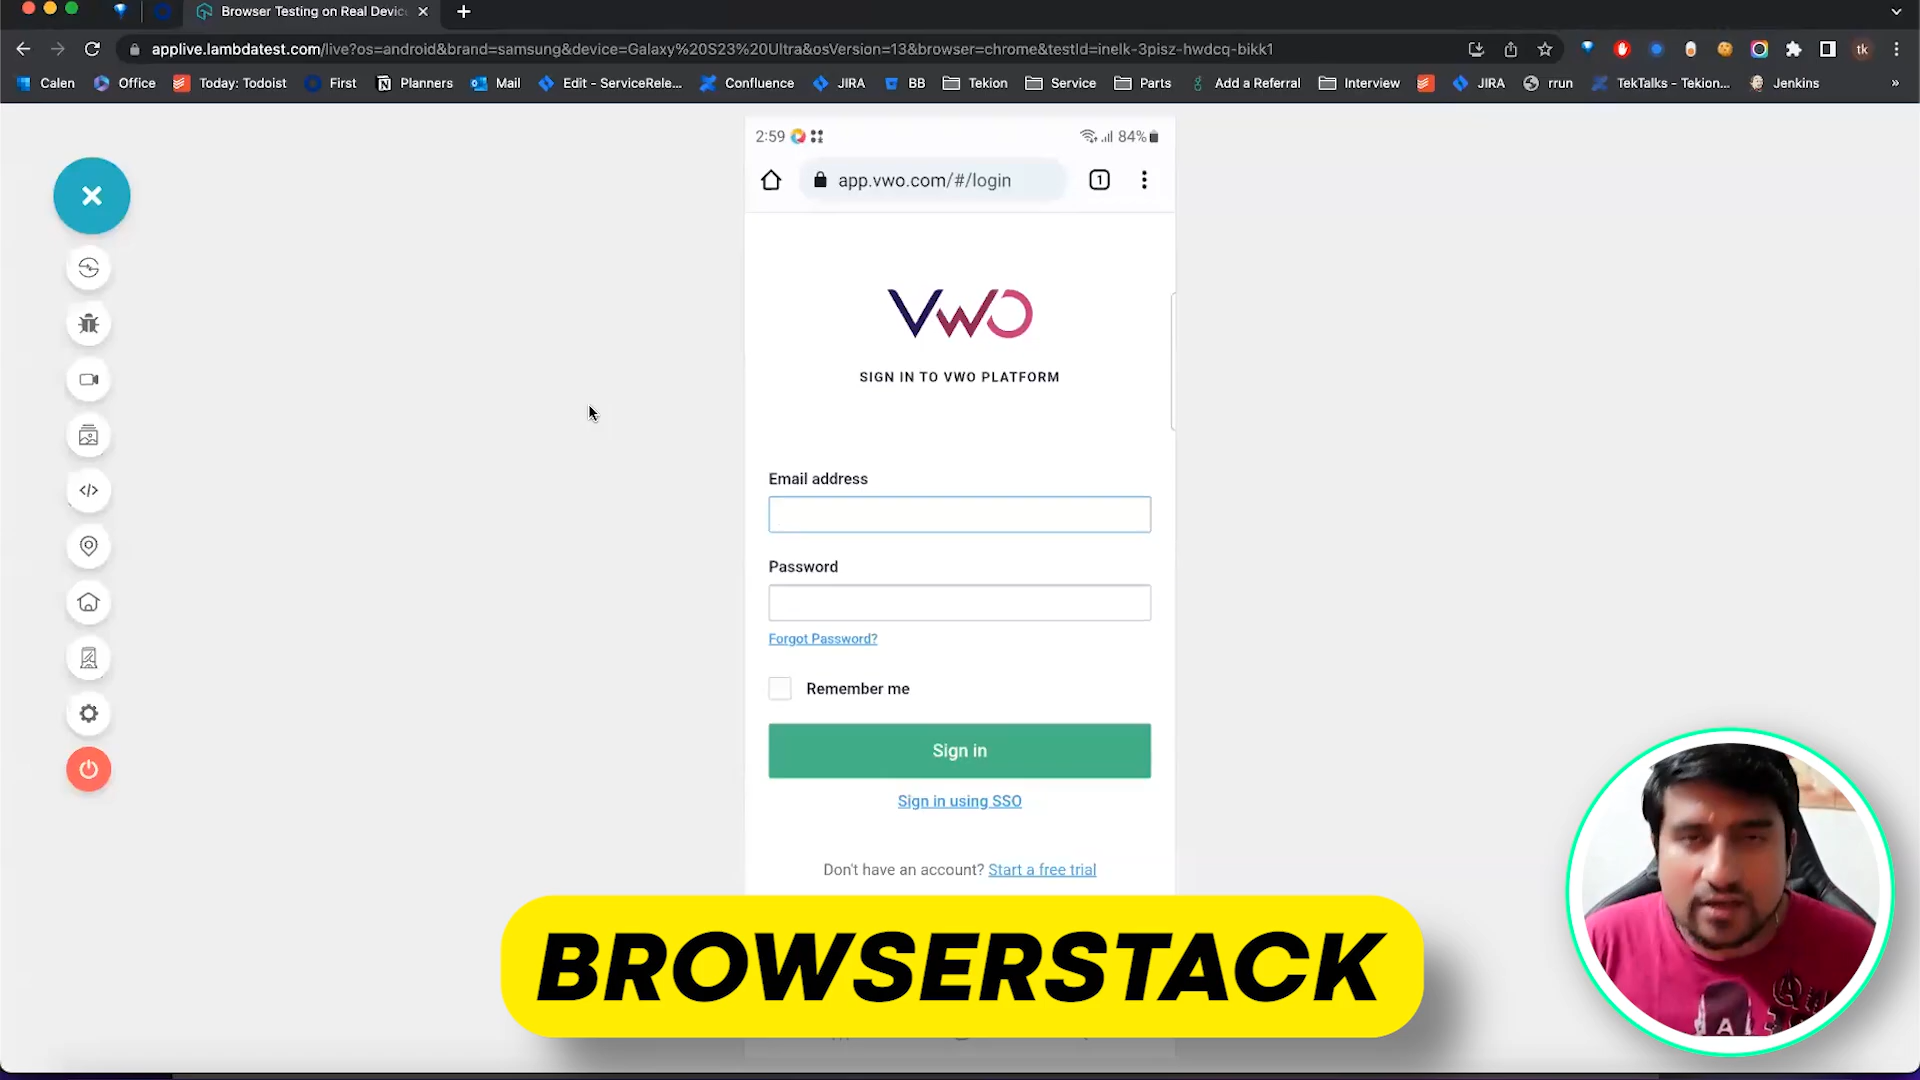 Browser Testing on Real Devic
applive.lambdatest.com/live?os=android&brand=samsung&device=Galaxy%20S23%20Ultra&osVersion=13&browser=chrome&testId=inelk-3pisz-hwdcq-bikk1
tk
Calen Office Today: Todoist First Planners Mail Edit - ServiceRele... Confluence JIRA BB Tekion Service Parts Add a Referral Interview JIRA rrun TekTalks - Tekion... Jenkins »
2:59 84%
app.vwo.com/#/login 1
VWO
SIGN IN TO VWO PLATFORM
Email address
Password
Forgot Password?
Remember me
Sign in
Sign in using SSO
Don't have an account? Start a free trial
BROWSERSTACK
A